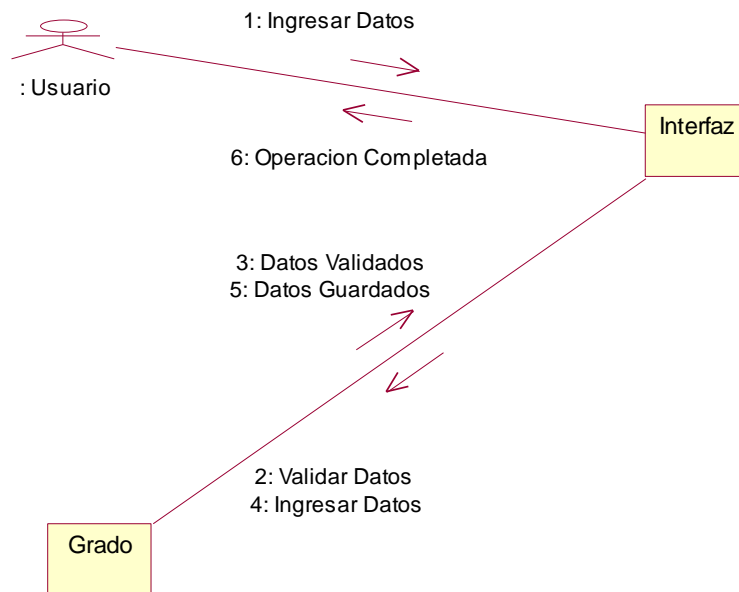 1: Ingresar Datos
: Usuario
Interfaz
6: Operacion Completada
3: Datos Validados
5: Datos Guardados
2: Validar Datos
4: Ingresar Datos
Grado